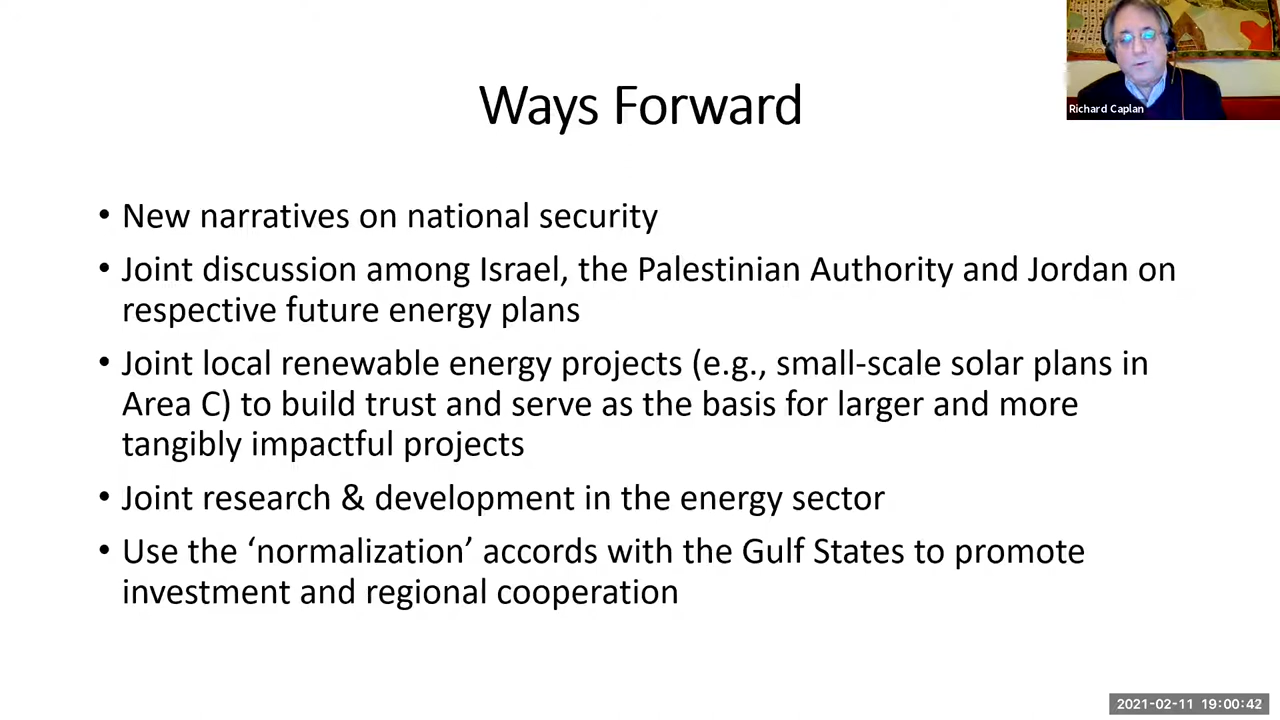 Richard Caplan
Ways Forward
• New narratives on national security
• Joint discussion among Israel, the Palestinian Authority and Jordan on
respective future energy plans
• Joint local renewable energy projects (e.g., small-scale solar plans in
Area C) to build trust and serve as the basis for larger and more
tangibly impactful projects
• Joint research & development in the energy sector
• Use the ‘normalization’ accords with the Gulf States to promote
investment and regional cooperation
2021-02-11 19:00:42